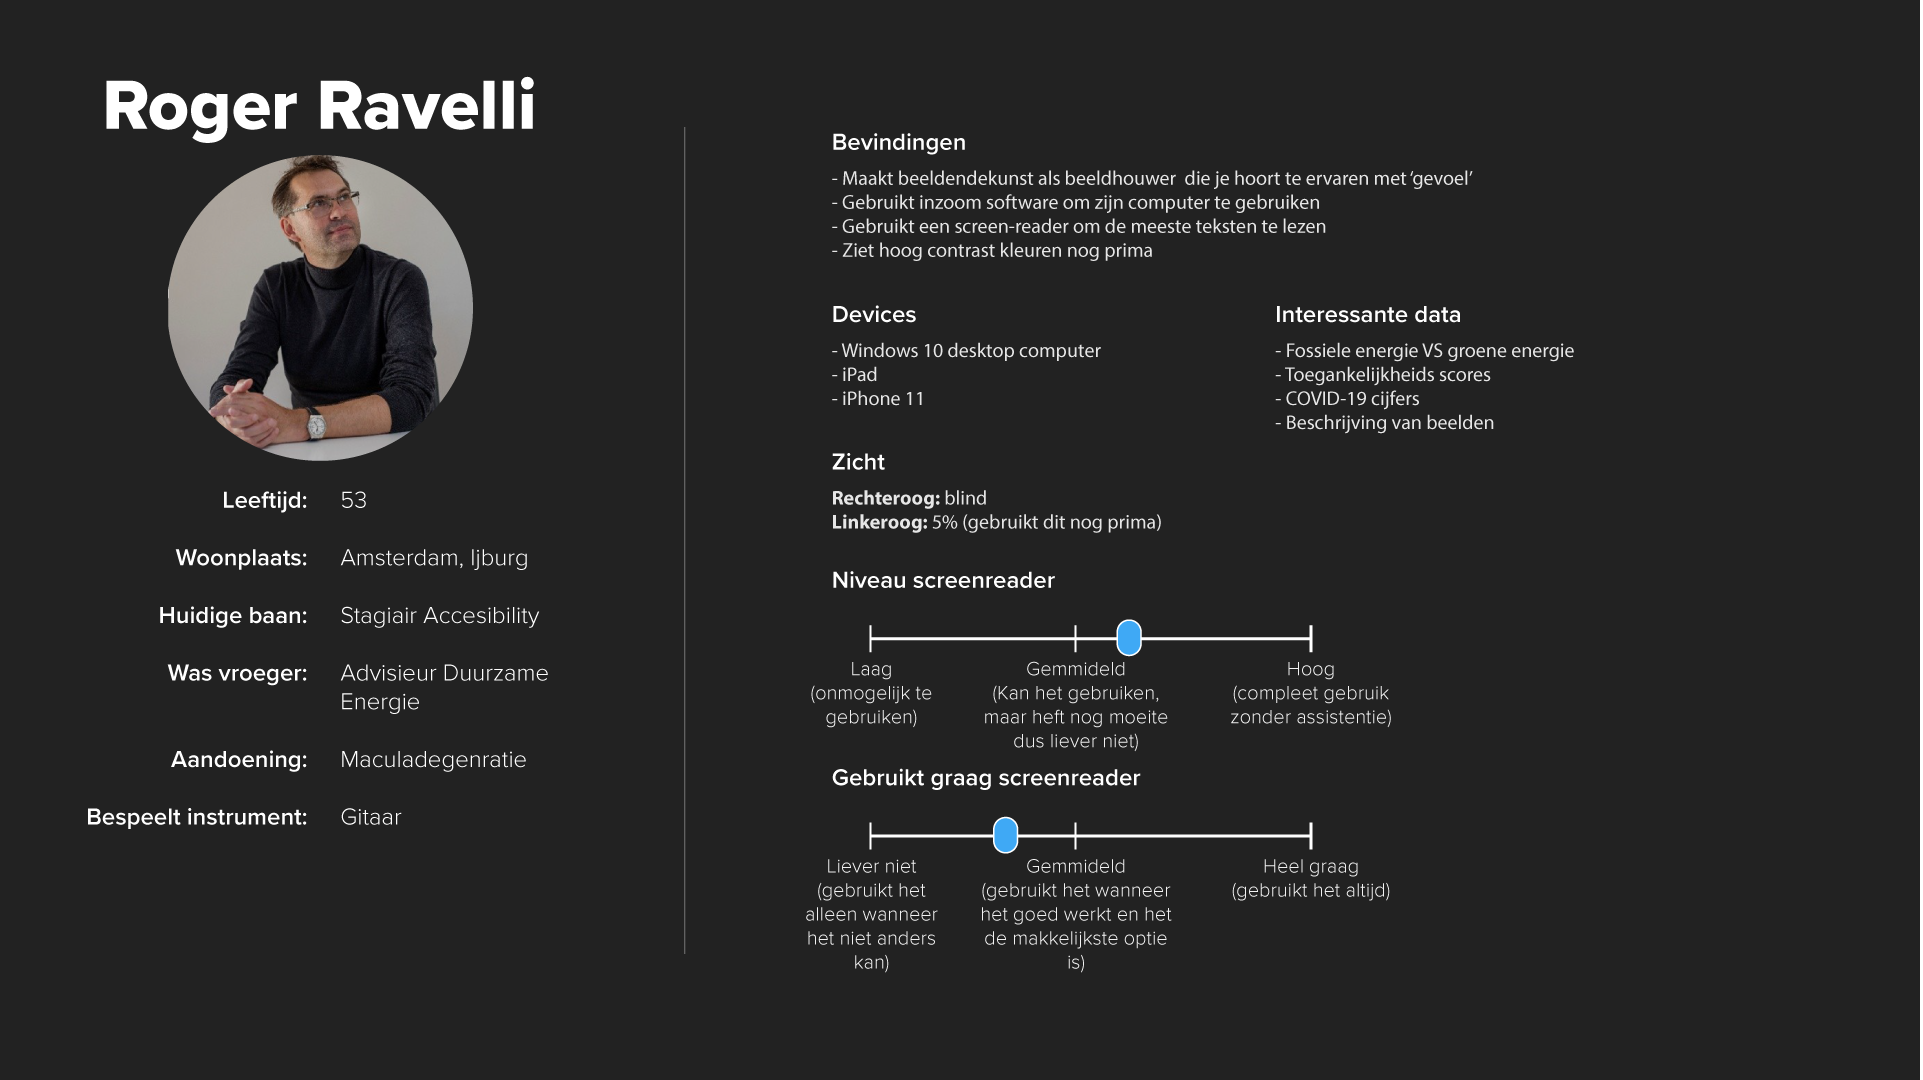 Roger Ravelli
Leeftijd: 53
Woonplaats: Amsterdam, Ijburg
Huidige baan: Stagiair Accesibility
Was vroeger: Advisieur Duurzame
Energie
Aandoening: Maculadegenratie
Bespeelt instrument: Gitaar
Bevindingen
- Maakt beeldendekunst als beeldhouwer  die je hoort te ervaren met ‘gevoel’
- Gebruikt inzoom software om zijn computer te gebruiken
- Gebruikt een screen-reader om de meeste teksten te lezen
- Ziet hoog contrast kleuren nog prima
Devices
- Windows 10 desktop computer
- iPad
- iPhone 11
Interessante data
- Fossiele energie VS groene energie
- Toegankelijkheids scores
- COVID-19 cijfers
- Beschrijving van beelden
Zicht
Rechteroog: blind
Linkeroog: 5% (gebruikt dit nog prima)
Niveau screenreader
Laag
(onmogelijk te
gebruiken)
Gemmideld
(Kan het gebruiken,
maar heft nog moeite
dus liever niet)
Hoog
(compleet gebruik
zonder assistentie)
Gebruikt graag screenreader
Liever niet
(gebruikt het
alleen wanneer
het niet anders
kan)
Gemmideld
(gebruikt het wanneer
het goed werkt en het
de makkelijkste optie
is)
Heel graag
(gebruikt het altijd)